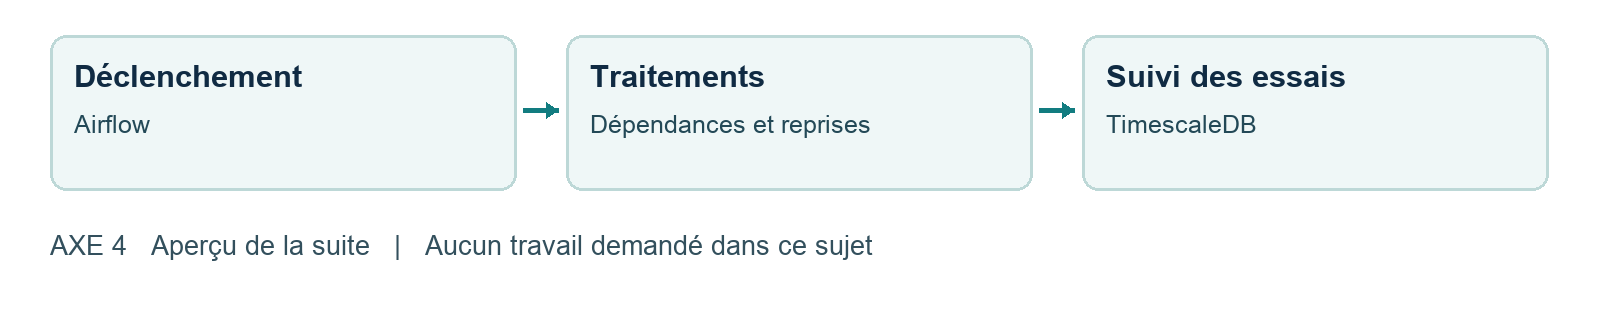 Déclenchement
Airflow
Traitements
Dépendances et reprises
Suivi des essais
TimescaleDB
AXE 4 Aperçu de la suite | Aucun travail demandé dans ce sujet